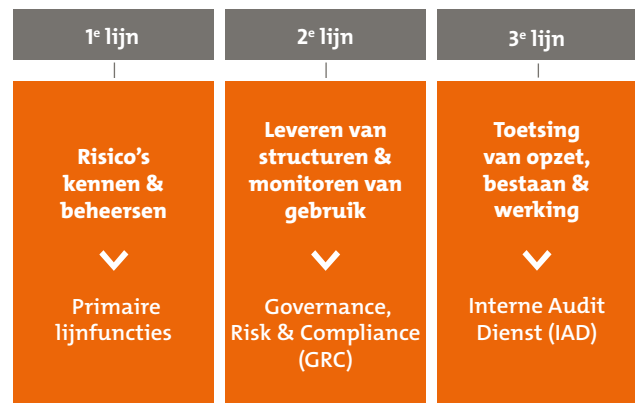 1e lijn
Risico's
kennen &
beheersen
Primaire
lijnfuncties
2e lijn
Leveren van
structuren &
monitoren van
gebruik
Governance,
Risk & Compliance
(GRC)
3e lijn
Toetsing
van opzet,
bestaan &
werking
Interne Audit
Dienst (IAD)